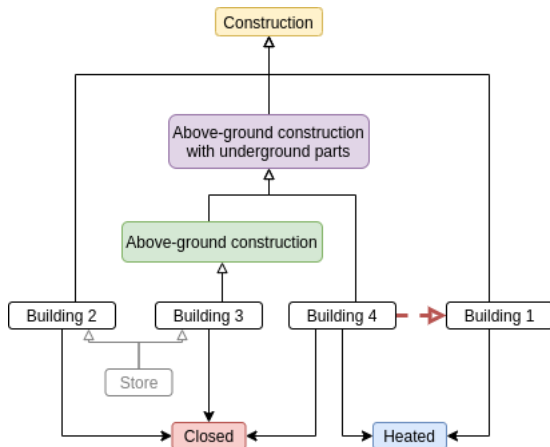 Construction
Above-ground construction
with underground parts
Above-ground construction
Building 2
Building 3
Building 4
Building 1
Store
Closed
Heated